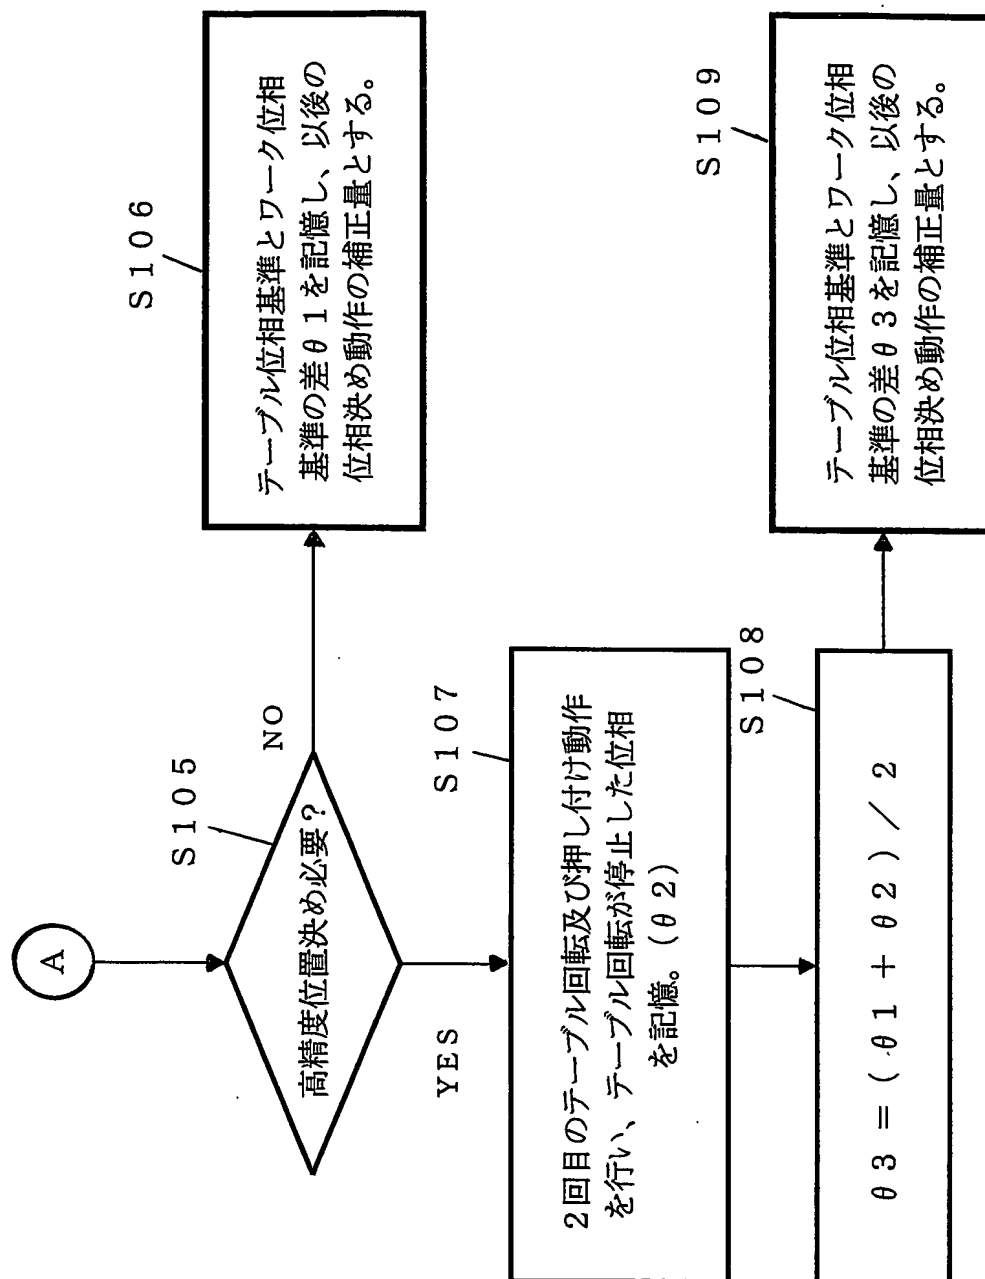 A
S105
高精度位置決め必要?
NO
YES
S106
テーブル位相基準とワーク位相
基準の差θ1を記憶し、以後の
位相決め動作の補正量とする。
S107
2回目のテーブル回転及び押し付け動作
を行い、テーブル回転が停止した位相
を記憶。(θ2)
S108
θ3=(θ1+θ2)/2
S109
テーブル位相基準とワーク位相
基準の差θ3を記憶し、以後の
位相決め動作の補正量とする。